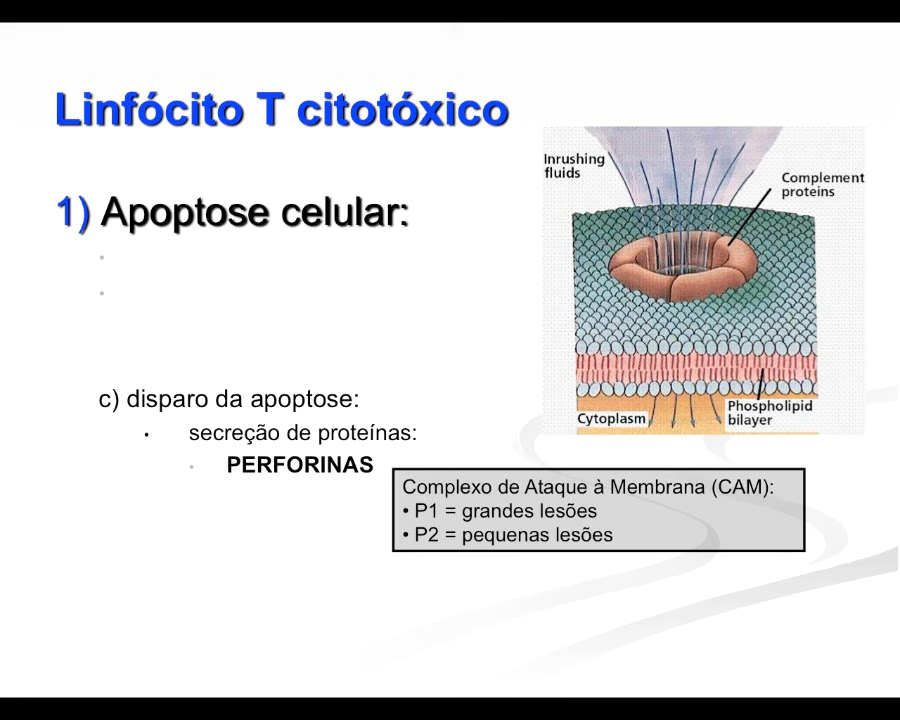 Linfócito T citotóxico
1) Apoptose celular:
c) disparo da apoptose:
• secreção de proteínas:
• PERFORINAS
Inrushing
fluids
Complement
proteins
Cytoplasm
Phospholipid
bilayer
Complexo de Ataque à Membrana (CAM):
• P1 = grandes lesões
• P2 = pequenas lesões